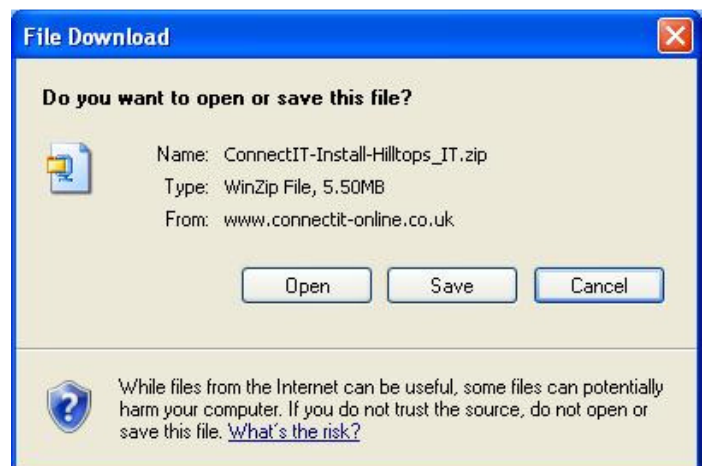 File Download
Do you want to open or save this file?
Name: ConnectIT-Install-Hilltops_IT.zip
Type: WinZip File, 5.50MB
From: www.connectit-online.co.uk
Open Save Cancel
While files from the Internet can be useful, some files can potentially
harm your computer. If you do not trust the source, do not open or
save this file. What's the risk?